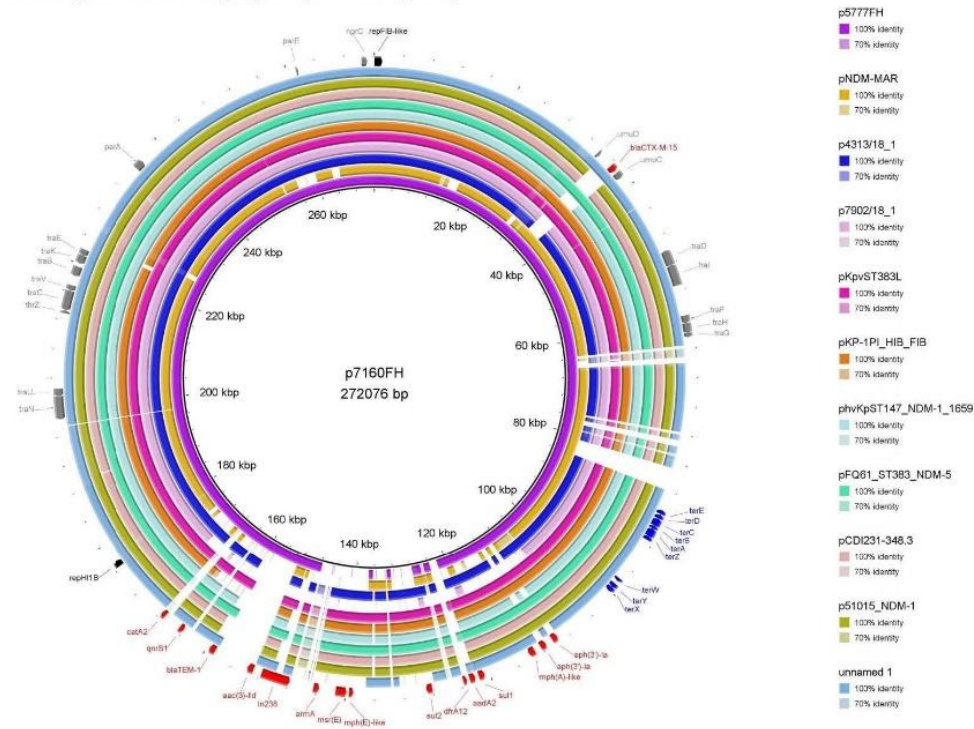 ngrC
repFIB-like
parE
umuD
blaCTX-M-15
umuC
parA
traD
traI
traE
traK
traB
traV
traC
thrZ
traF
traH
traG
traU
traN
260 kbp
20 kbp
240 kbp
40 kbp
220 kbp
60 kbp
200 kbp
80 kbp
180 kbp
100 kbp
160 kbp
140 kbp
120 kbp
p7160FH
272076 bp
terE
terD
terC
terB
terA
terZ
terW
terY
terX
repHI1B
catA2
qnrS1
blaTEM-1
aac(3)-IId
In238
armA
msr(E)
mph(E)-like
sul2
dfrA12
aadA2
sul1
mph(A)-like
aph(3')-Ia
aph(3')-Ia
p5777FH
100% identity
70% identity
pNDM-MAR
100% identity
70% identity
p4313/18_1
100% identity
70% identity
p7902/18_1
100% identity
70% identity
pKpvST383L
100% identity
70% identity
pKP-1PI_HIB_FIB
100% identity
70% identity
phvKpST147_NDM-1_1659
100% identity
70% identity
pFQ61_ST383_NDM-5
100% identity
70% identity
pCDI231-348.3
100% identity
70% identity
p51015_NDM-1
100% identity
70% identity
unnamed 1
100% identity
70% identity